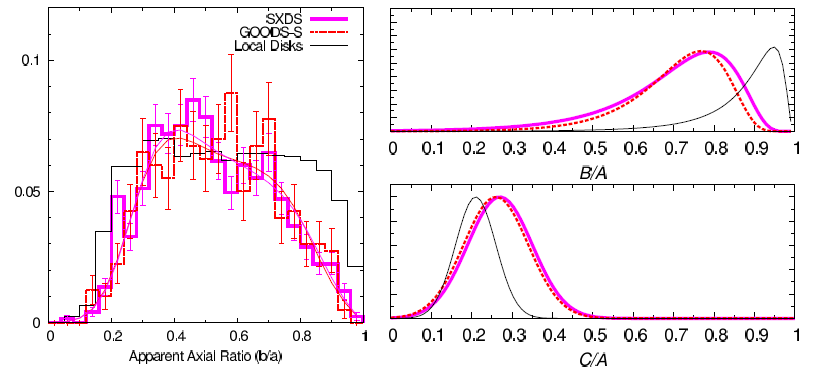 SXDS
GOODS-S
Local Disks
0.1
0.05
0
0 0.2 0.4 0.6 0.8 1
Apparent Axial Ratio (b/a)
0 0.1 0.2 0.3 0.4 0.5 0.6 0.7 0.8 0.9 1
B/A
0 0.1 0.2 0.3 0.4 0.5 0.6 0.7 0.8 0.9 1
C/A